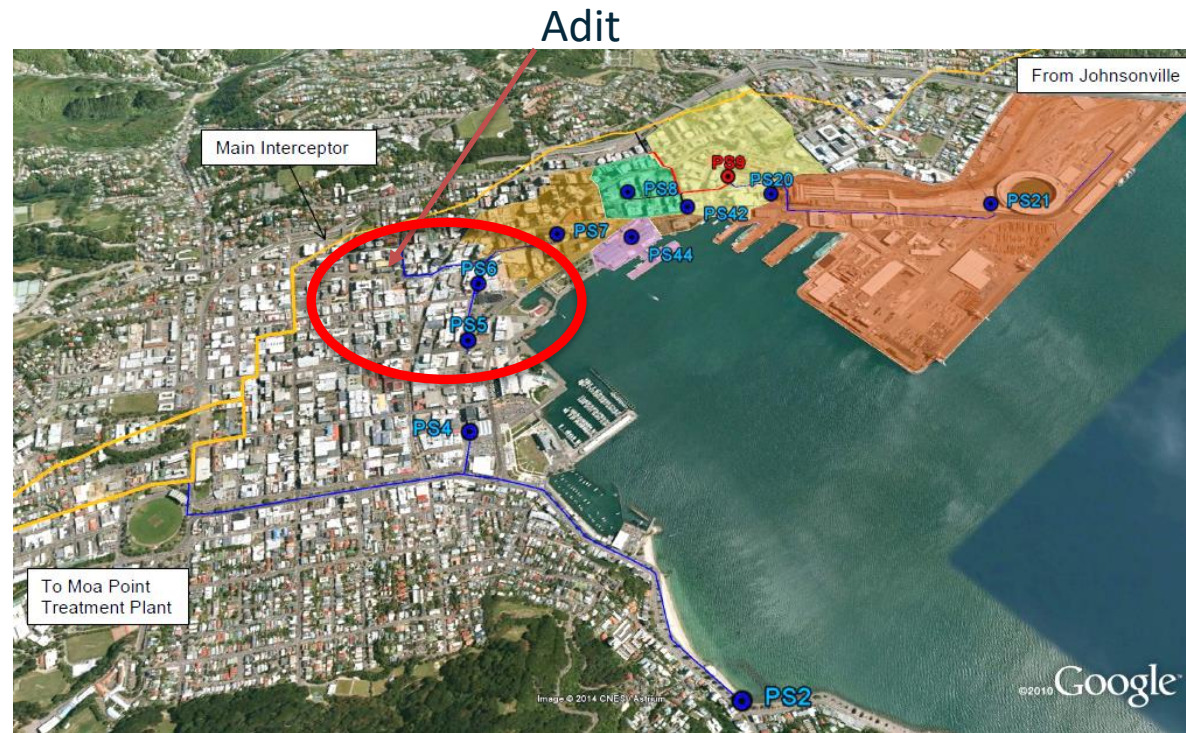 Adit
From Johnsonville
Main Interceptor
PS9
PS8
PS20
PS42
PS21
PS7
PS44
PS6
PS5
PS4
To Moa Point
Treatment Plant
PS2
Image © 2014 CNES / Astrium
©2010 Google™